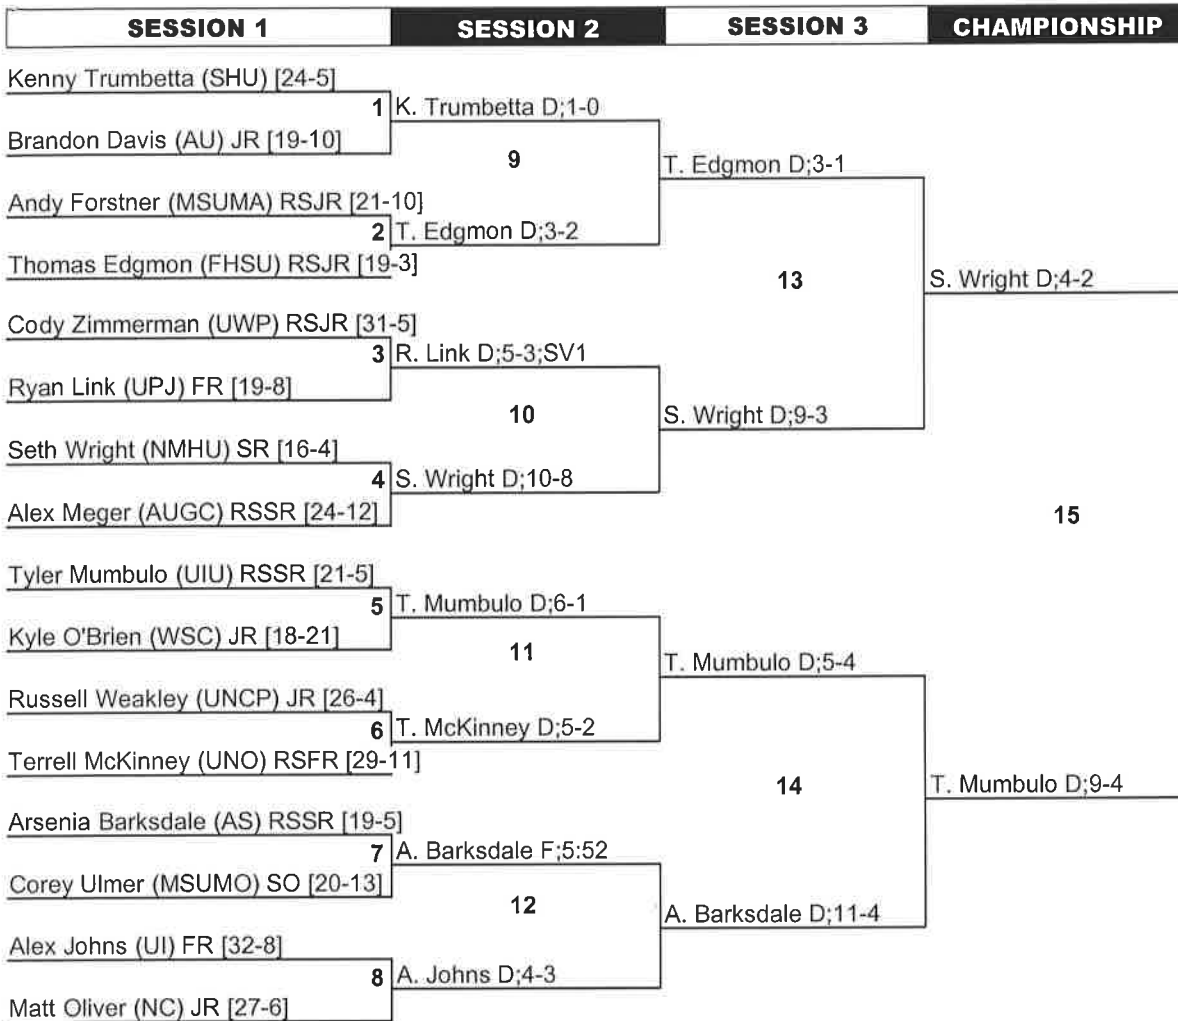 SESSION 1 SESSION 2 SESSION 3 CHAMPIONSHIP
Kenny Trumbetta (SHU) [24-5]
1 K. Trumbetta D;1-0
Brandon Davis (AU) JR [19-10]
9
T. Edgmon D;3-1
Andy Forstner (MSUMA) RSJR [21-10]
2 T. Edgmon D;3-2
Thomas Edgmon (FHSU) RSJR [19-3]
13
S. Wright D;4-2
Cody Zimmerman (UWP) RSJR [31-5]
3 R. Link D;5-3;SV1
Ryan Link (UPJ) FR [19-8]
10
S. Wright D;9-3
Seth Wright (NMHU) SR [16-4]
4 S. Wright D;10-8
Alex Meger (AUGC) RSSR [24-12]
15
Tyler Mumbulo (UIU) RSSR [21-5]
5 T. Mumbulo D;6-1
Kyle O'Brien (WSC) JR [18-21]
11
T. Mumbulo D;5-4
Russell Weakley (UNCP) JR [26-4]
6 T. McKinney D;5-2
Terrell McKinney (UNO) RSFR [29-11]
14
T. Mumbulo D;9-4
Arsenia Barksdale (AS) RSSR [19-5]
7 A. Barksdale F;5:52
Corey Ulmer (MSUMO) SO [20-13]
12
A. Barksdale D;11-4
Alex Johns (UI) FR [32-8]
8 A. Johns D;4-3
Matt Oliver (NC) JR [27-6]